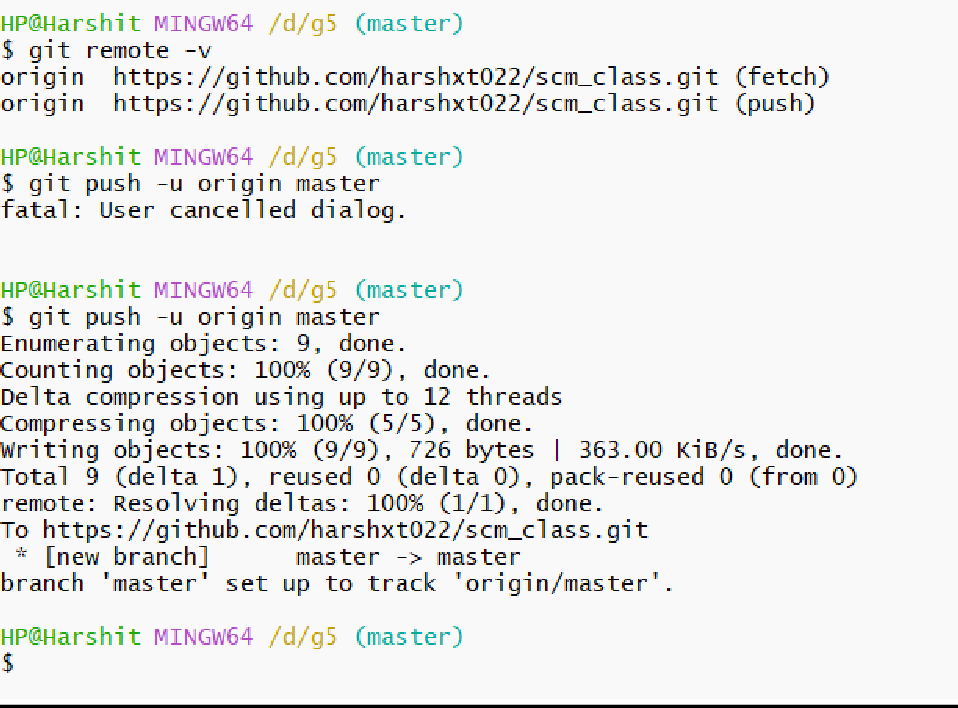 HP@Harshit MINGW64 /d/g5 (master)
$ git remote -v
origin  https://github.com/harshxt022/scm_class.git (fetch)
origin  https://github.com/harshxt022/scm_class.git (push)
HP@Harshit MINGW64 /d/g5 (master)
$ git push -u origin master
fatal: User cancelled dialog.
HP@Harshit MINGW64 /d/g5 (master)
$ git push -u origin master
Enumerating objects: 9, done.
Counting objects: 100% (9/9), done.
Delta compression using up to 12 threads
Compressing objects: 100% (5/5), done.
Writing objects: 100% (9/9), 726 bytes | 363.00 KiB/s, done.
Total 9 (delta 1), reused 0 (delta 0), pack-reused 0 (from 0)
remote: Resolving deltas: 100% (1/1), done.
To https://github.com/harshxt022/scm_class.git
 * [new branch]      master -> master
branch 'master' set up to track 'origin/master'.
HP@Harshit MINGW64 /d/g5 (master)
$